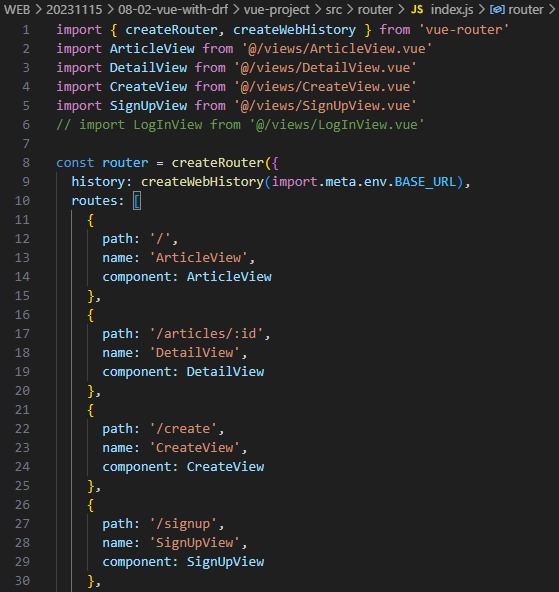 WEB > 20231115 > 08-02-vue-with-drf > vue-project > src > router > JS index.js > router >
1 import { createRouter, createWebHistory } from 'vue-router'
2 import ArticleView from '@/views/ArticleView.vue'
3 import DetailView from '@/views/DetailView.vue'
4 import CreateView from '@/views/CreateView.vue'
5 import SignUpView from '@/views/SignUpView.vue'
6 // import LogInView from '@/views/LogInView.vue'
7
8 const router = createRouter({
9   history: createWebHistory(import.meta.env.BASE_URL),
10   routes: [
11     {
12       path: '/',
13       name: 'ArticleView',
14       component: ArticleView
15     },
16     {
17       path: '/articles/:id',
18       name: 'DetailView',
19       component: DetailView
20     },
21     {
22       path: '/create',
23       name: 'CreateView',
24       component: CreateView
25     },
26     {
27       path: '/signup',
28       name: 'SignUpView',
29       component: SignUpView
30     },